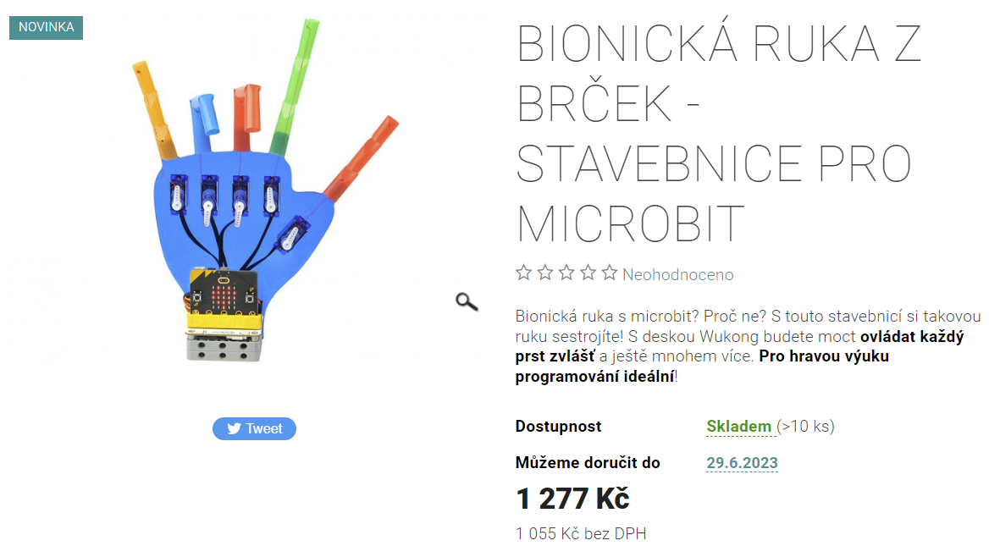 NOVINKA
BIONICKÁ RUKA Z
BRČEK -
STAVEBNICE PRO
MICROBIT
Neohodnoceno
Bionická ruka s microbit? Proč ne? S touto stavebnicí si takovou
ruku sestrojíte! S deskou Wukong budete moct ovládat každý
prst zvlášť a ještě mnohem více. Pro hravou výuku
programování ideální!
Tweet
Dostupnost Skladem (>10 ks)
Můžeme doručit do 29.6.2023
1 277 Kč
1 055 Kč bez DPH